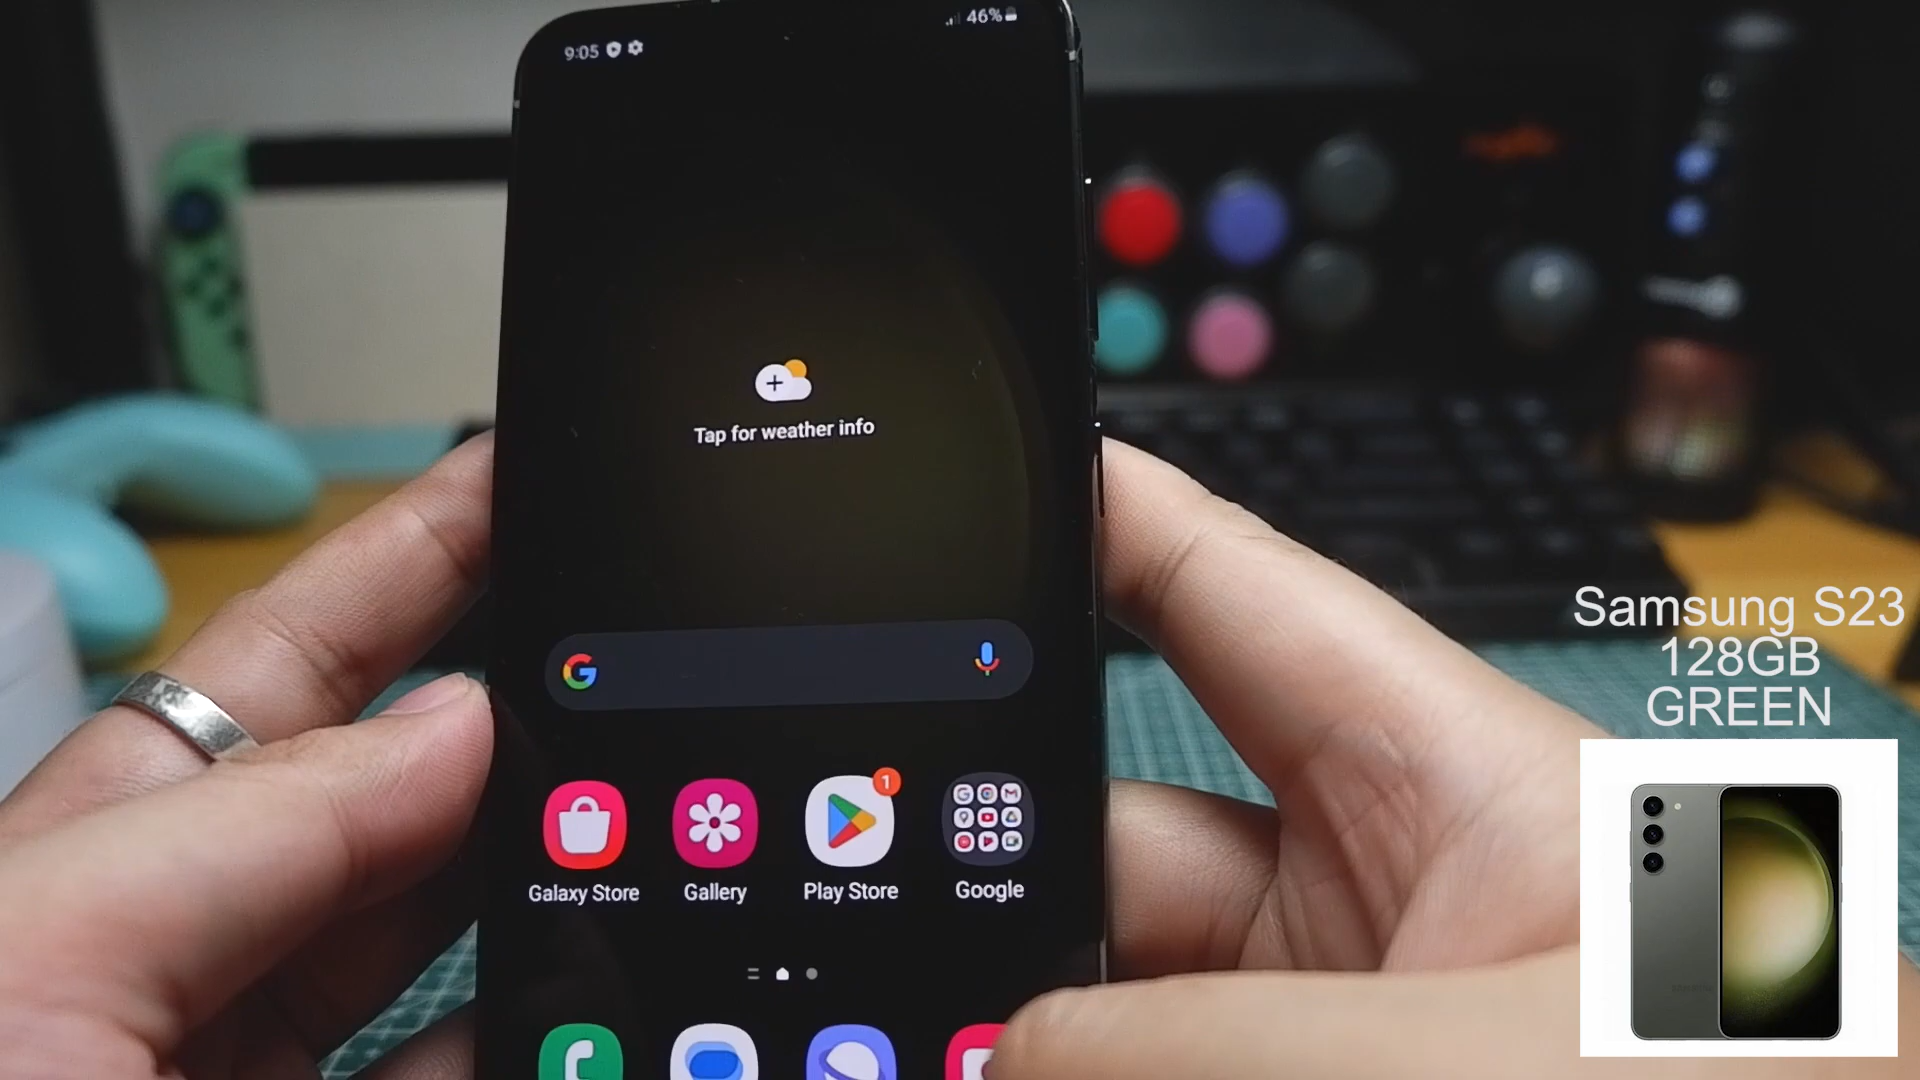 9:05
46%
Tap for weather info
1
Galaxy Store
Gallery
Play Store
Google
Samsung S23
128GB
GREEN